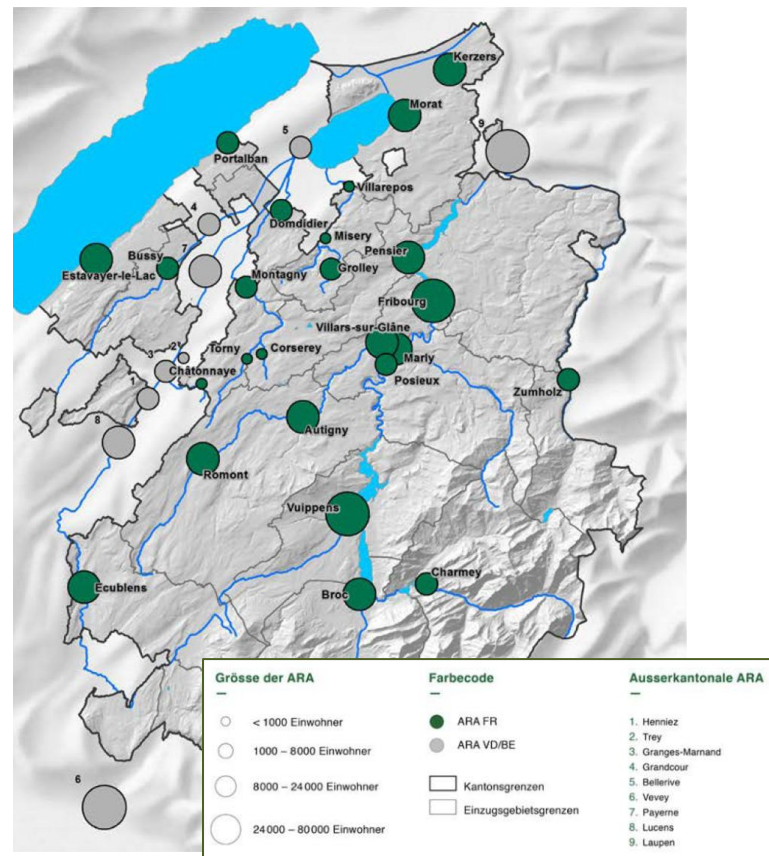 Kerzers
Morat
9
5
Portalban
Villarepos
4
Domdidier
Misery
Bussy
7
Pensier
Estavayer-le-Lac
Grolley
Montagny
Fribourg
Villars-sur-Glâne
2
Torny
Corserey
3
Marly
Châtonnaye
Posieux
1
Zumholz
8
Autigny
Romont
Vuippens
Charmey
Ecublens
Broc
6
Grösse der ARA
< 1000 Einwohner
1000 – 8000 Einwohner
8000 – 24 000 Einwohner
24 000 – 80 000 Einwohner
Farbecode
ARA FR
ARA VD/BE
Kantonsgrenzen
Einzugsgebietsgrenzen
Ausserkantonale ARA
1. Henniez
2. Trey
3. Granges-Marnand
4. Grandcour
5. Bellerive
6. Vevey
7. Payerne
8. Lucens
9. Laupen